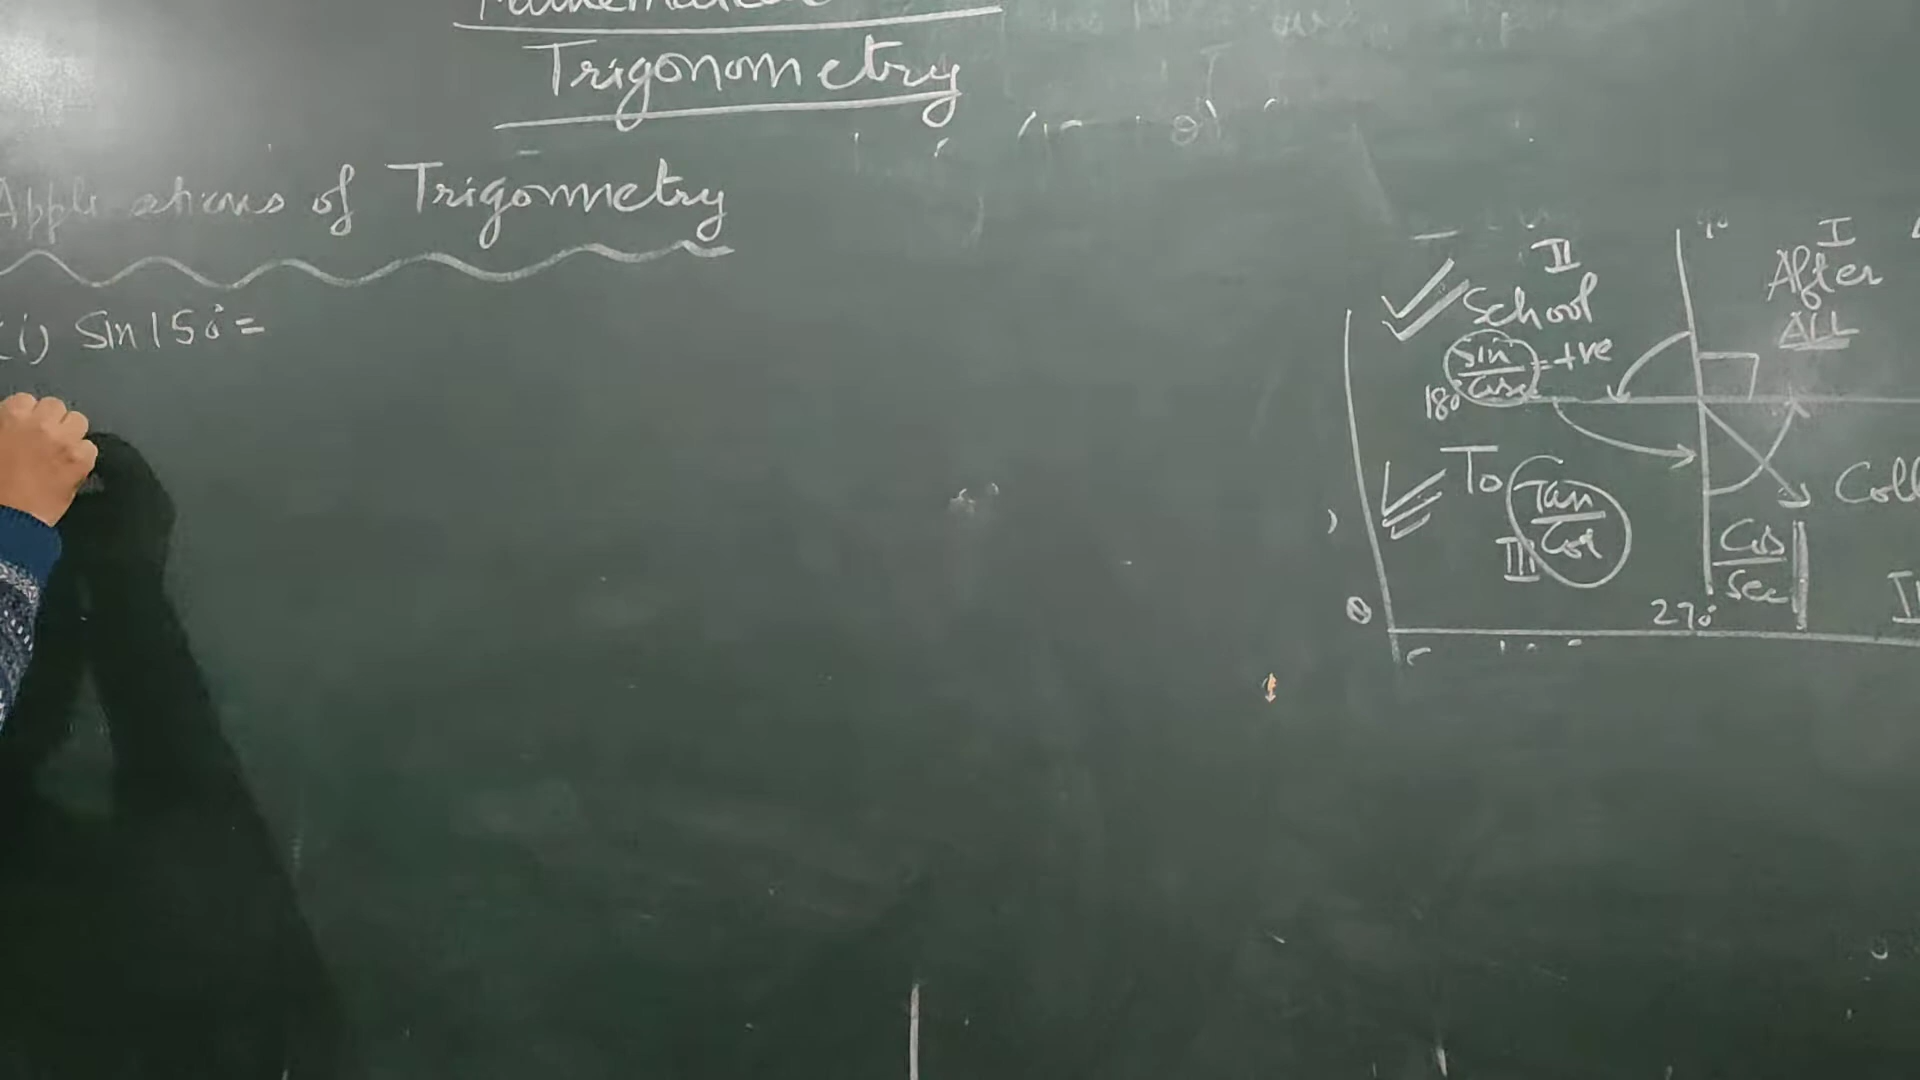 Trigonometry
Applications of Trigonometry
(i) Sin 150° =
II
School
Sin
Cosec
= +ve
180°
I
After
ALL
To
Tan
Cot
III
Cos
Sec
270°
θ